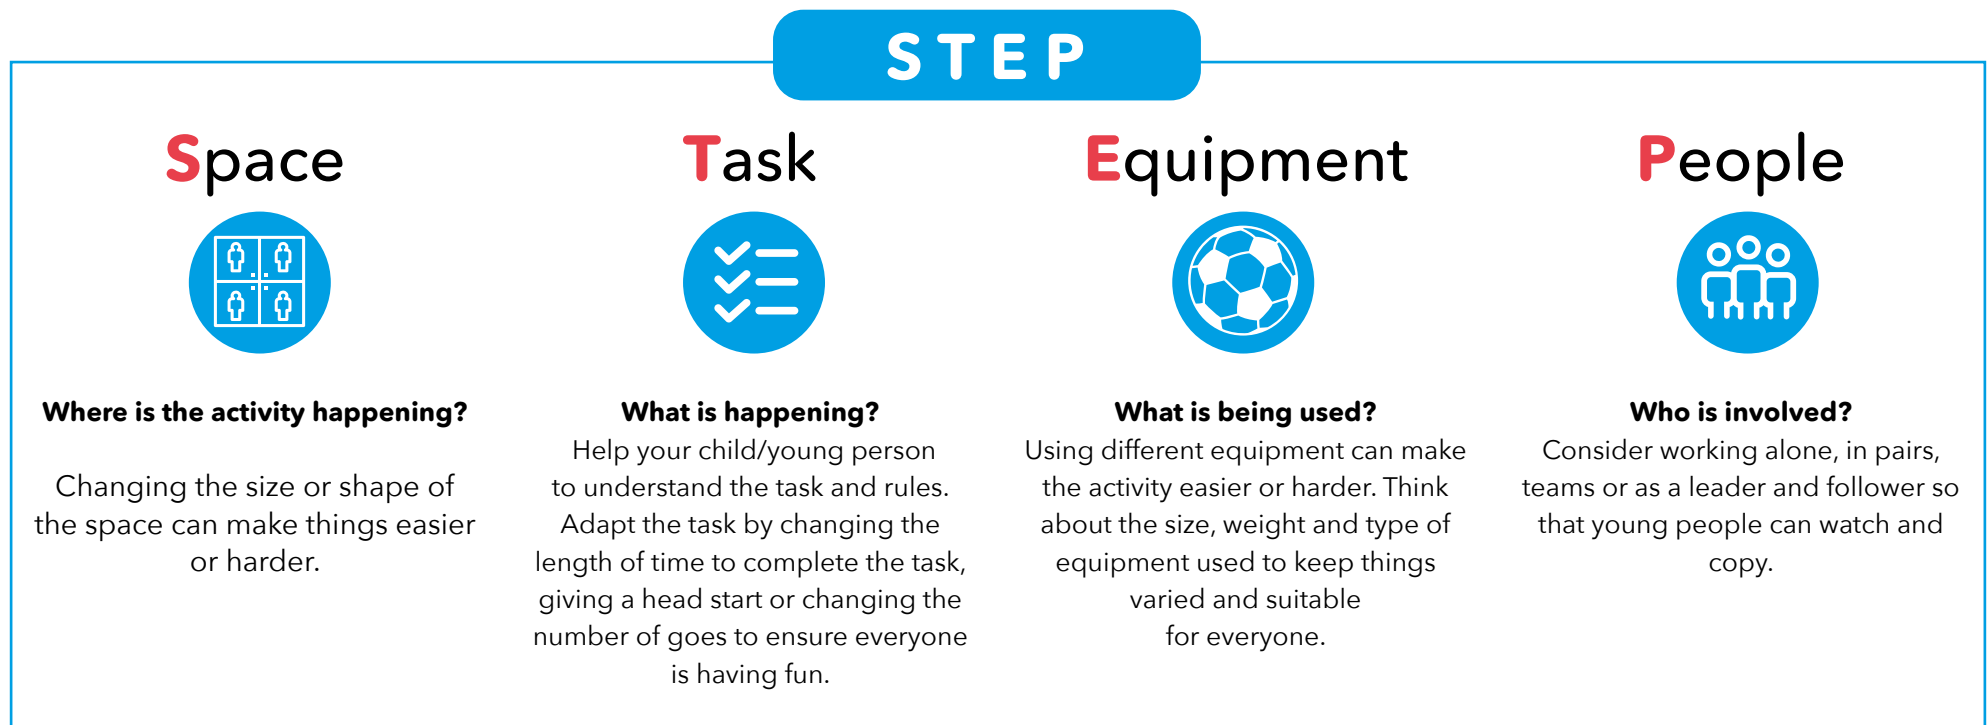 STEP
Space
Where is the activity happening?
Changing the size or shape of
the space can make things easier
or harder.
Task
What is happening?
Help your child/young person
to understand the task and rules.
Adapt the task by changing the
length of time to complete the task,
giving a head start or changing the
number of goes to ensure everyone
is having fun.
Equipment
What is being used?
Using different equipment can make
the activity easier or harder. Think
about the size, weight and type of
equipment used to keep things
varied and suitable
for everyone.
People
Who is involved?
Consider working alone, in pairs,
teams or as a leader and follower so
that young people can watch and
copy.